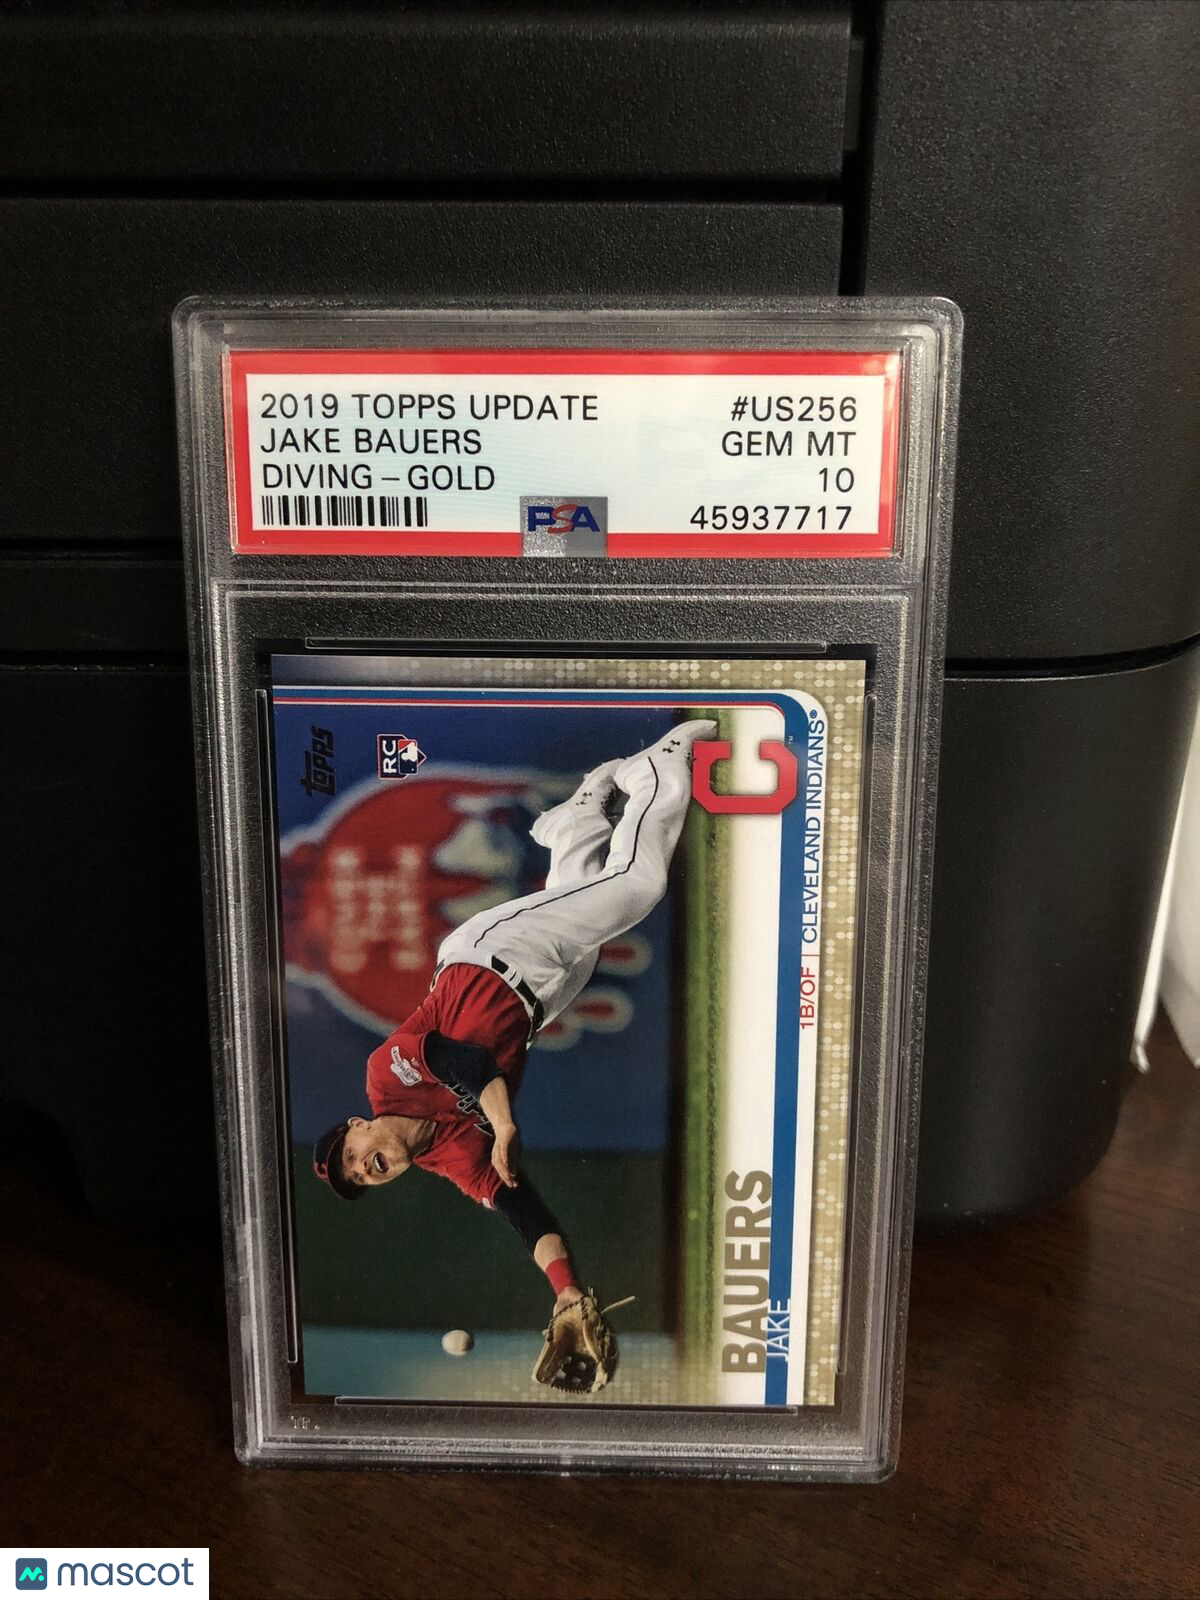 2019 TOPPS UPDATE #US256
JAKE BAUERS GEM MT
DIVING – GOLD 10
PSA 45937717
topps
RC
C
1B/OF | CLEVELAND INDIANS®
BAUERS
JAKE
mascot